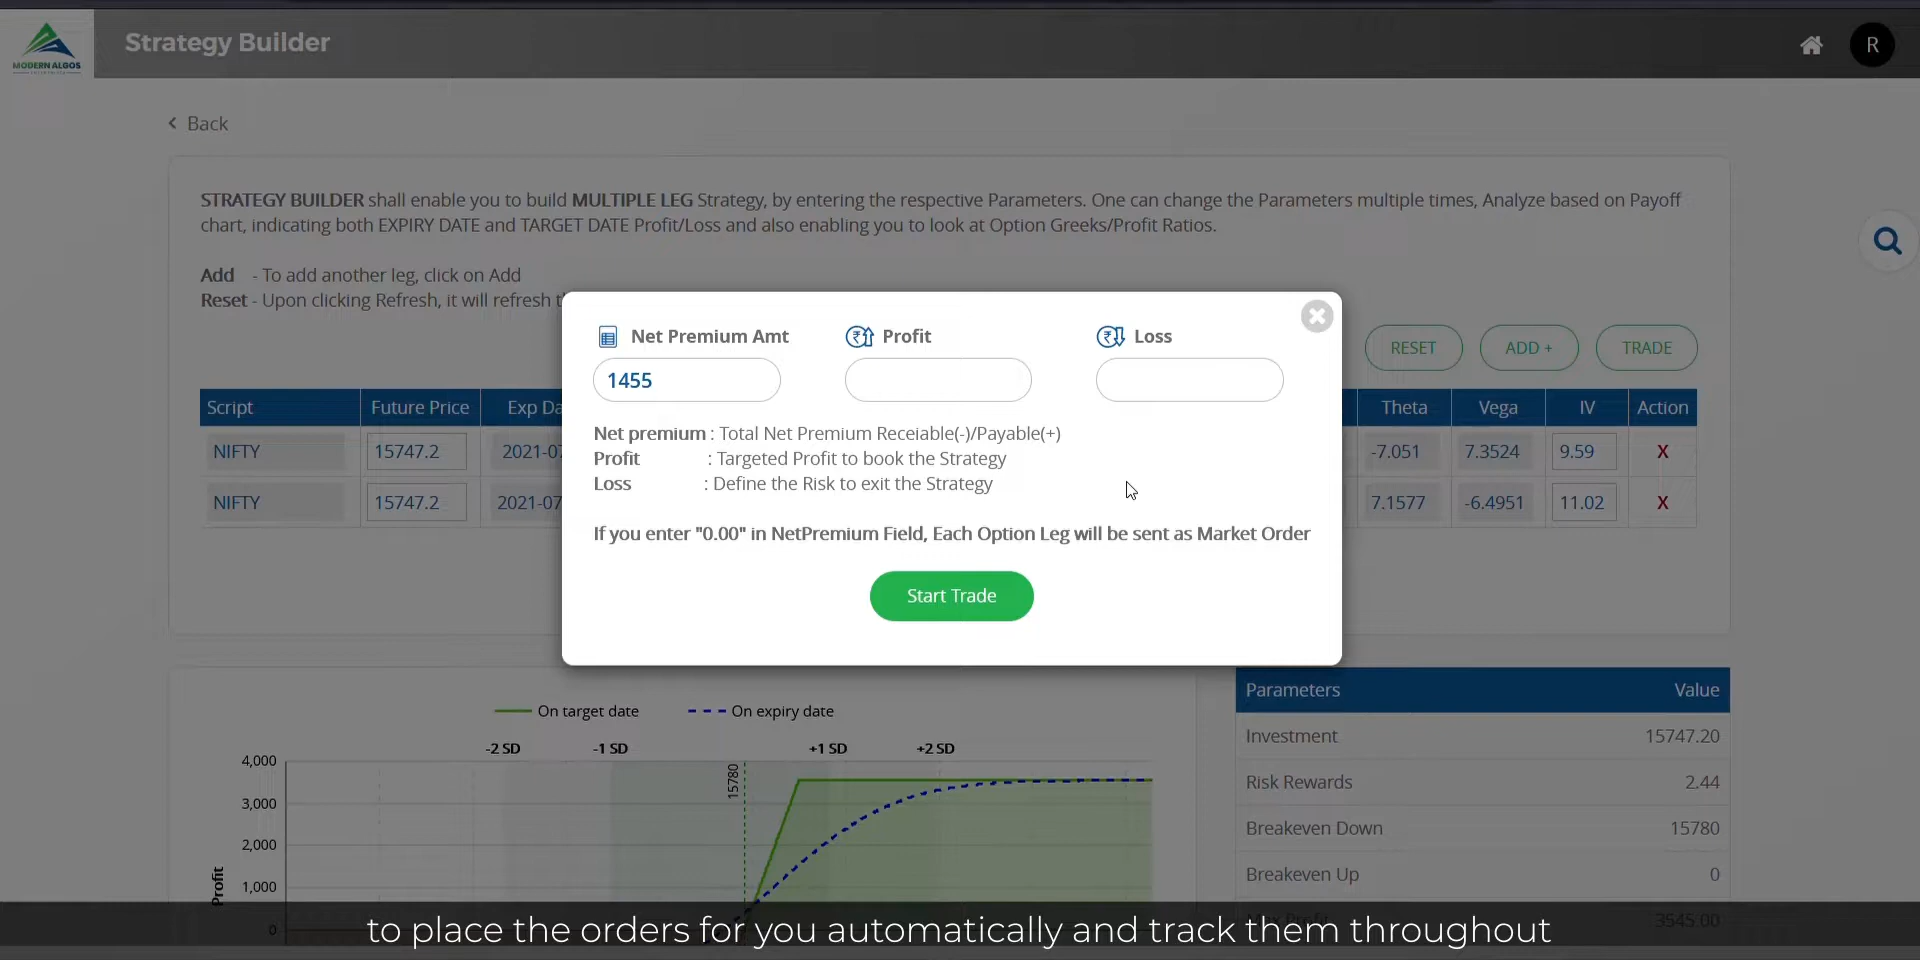 MODERN ALGOS
Strategy Builder
R
Back
STRATEGY BUILDER shall enable you to build MULTIPLE LEG Strategy, by entering the respective Parameters. One can change the Parameters multiple times, Analyze based on Payoff
chart, indicating both EXPIRY DATE and TARGET DATE Profit/Loss and also enabling you to look at Option Greeks/Profit Ratios.
Add - To add another leg, click on Add
Reset - Upon clicking Refresh, it will refresh
RESET ADD + TRADE
Net Premium Amt Profit Loss
1455
Script Future Price Exp Da Theta Vega IV Action
NIFTY 15747.2 2021-07 -7.051 7.3524 9.59 X
NIFTY 15747.2 2021-07 7.1577 -6.4951 11.02 X
Net premium : Total Net Premium Receiable(-)/Payable(+)
Profit : Targeted Profit to book the Strategy
Loss : Define the Risk to exit the Strategy
If you enter "0.00" in NetPremium Field, Each Option Leg will be sent as Market Order
Start Trade
On target date On expiry date
-2 SD -1 SD +1 SD +2 SD
15780
4,000
3,000
2,000
1,000
0
Profit
Parameters Value
Investment 15747.20
Risk Rewards 2.44
Breakeven Down 15780
Breakeven Up 0
Max Profit 3545.00
to place the orders for you automatically and track them throughout